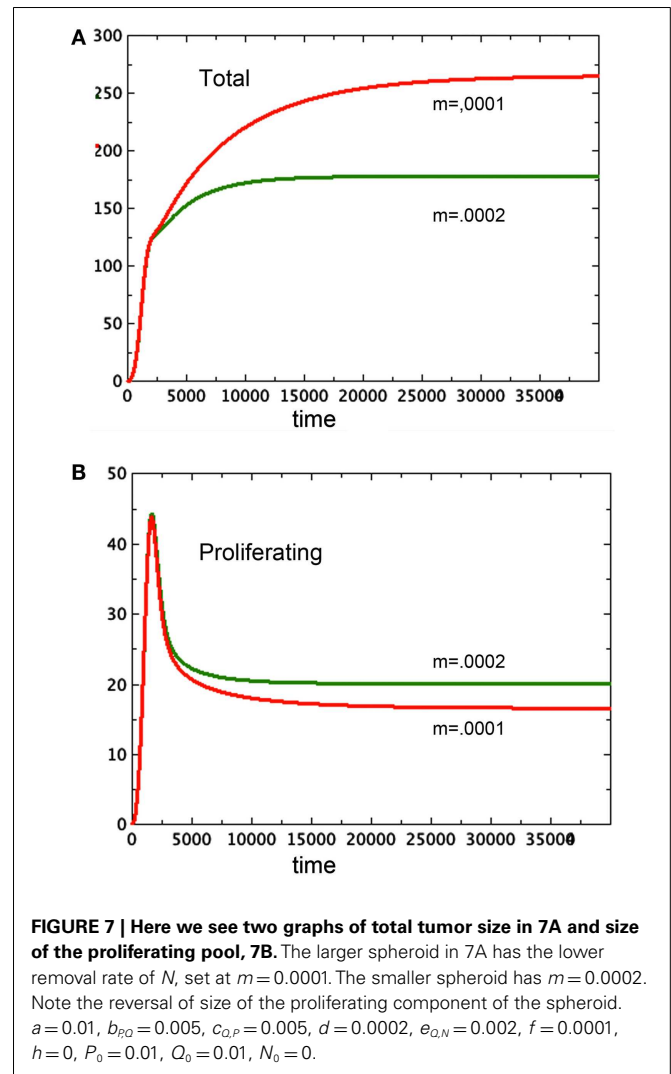 A
300
250
200
150
100
50
0
Total
m=,0001
m=.0002
0 5000 10000 15000 20000 25000 30000 35000
time
B
50
40
30
20
10
0
Proliferating
m=.0002
m=.0001
0 5000 10000 15000 20000 25000 30000 35000
time
FIGURE 7 | Here we see two graphs of total tumor size in 7A and size
of the proliferating pool, 7B. The larger spheroid in 7A has the lower
removal rate of N, set at m = 0.0001. The smaller spheroid has m = 0.0002.
Note the reversal of size of the proliferating component of the spheroid.
a = 0.01, b_{P,Q} = 0.005, c_{Q,P} = 0.005, d = 0.0002, e_{Q,N} = 0.002, f = 0.0001,
h = 0, P₀ = 0.01, Q₀ = 0.01, N₀ = 0.